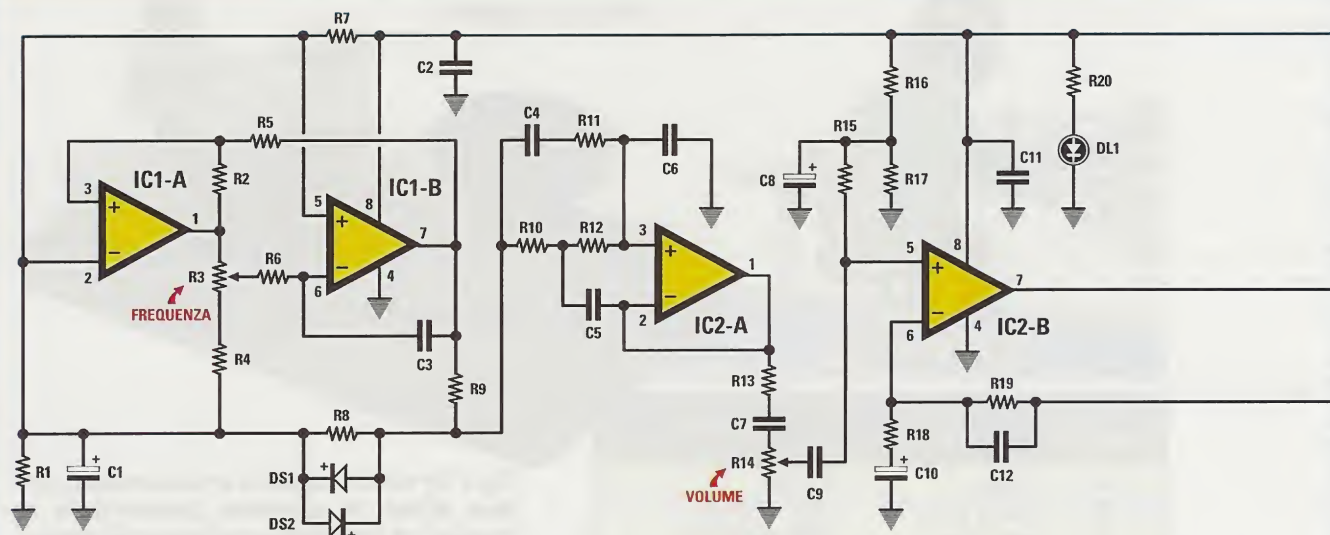 R7
C2
R16
R20
R5
C4
R11
C6
R15
C8
+
R17
C11
DL1
R2
IC1-A
IC1-B
3
+
1
−
2
5
+
8
7
−
6
4
R3
FREQUENZA
R6
R10
R12
3
+
1
−
2
IC2-A
C5
5
+
8
7
−
6
4
IC2-B
R4
C3
R9
R13
R19
R8
C7
R18
C12
R1
+
C1
DS1
+
DS2
+
R14
VOLUME
C9
+
C10